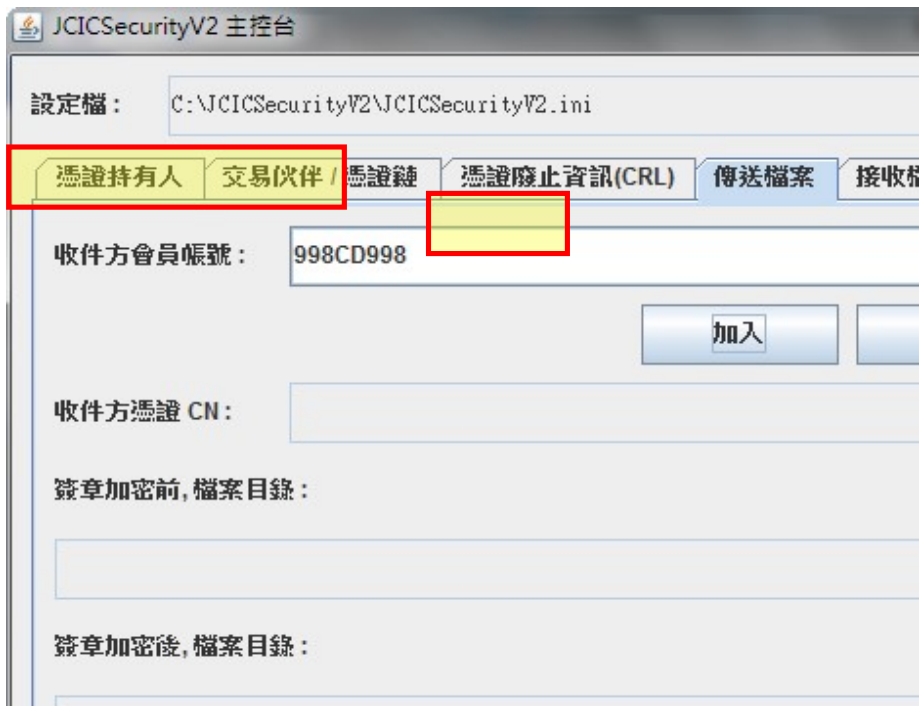 JCICSecurityV2 主控台
設定檔： C:\JCICSecurityV2\JCICSecurityV2.ini
憑證持有人 交易伙伴 / 憑證鏈 憑證廢止資訊(CRL) 傳送檔案 接收檔
收件方會員帳號： 998CD998
加入
收件方憑證 CN：
簽章加密前,檔案目錄：
簽章加密後,檔案目錄：